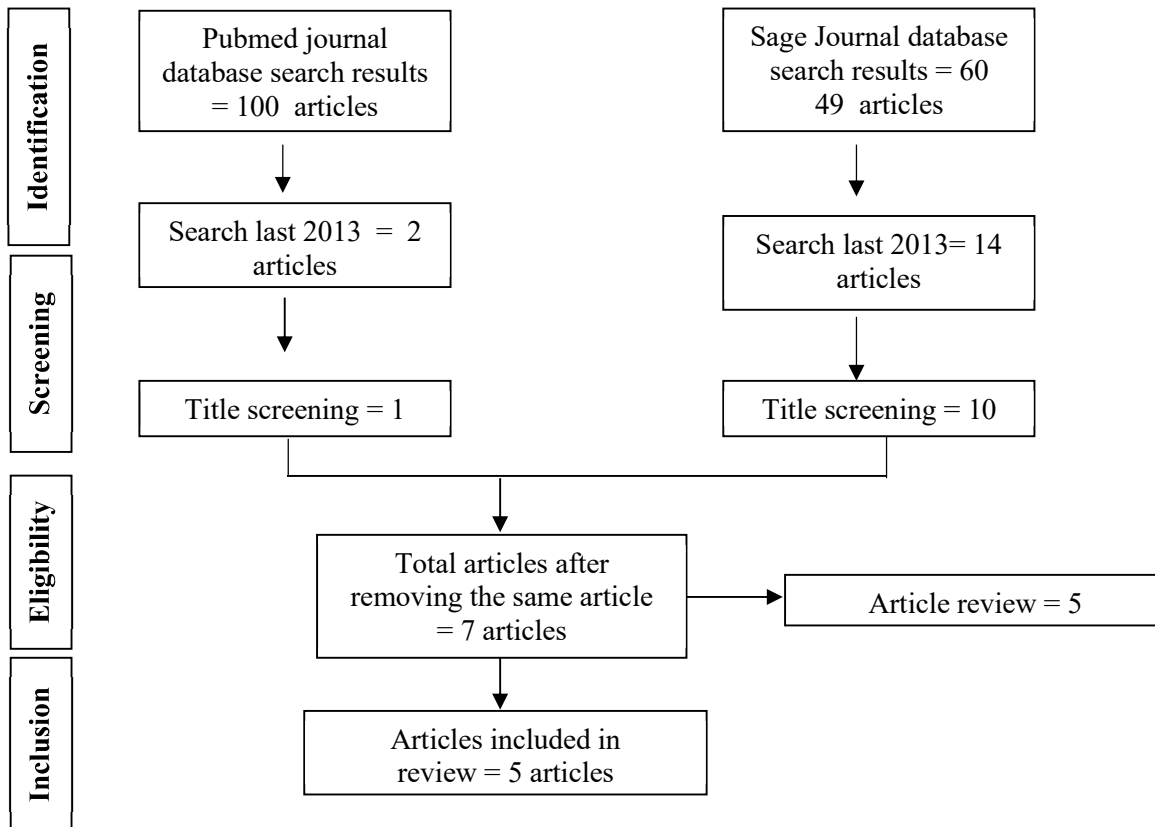 Identification
Pubmed journal
database search results
= 100 articles
Sage Journal database
search results = 60
49 articles
Search last 2013 = 2
articles
Search last 2013= 14
articles
Screening
Title screening = 1
Title screening = 10
Eligibility
Total articles after
removing the same article
= 7 articles
Article review = 5
Inclusion
Articles included in
review = 5 articles